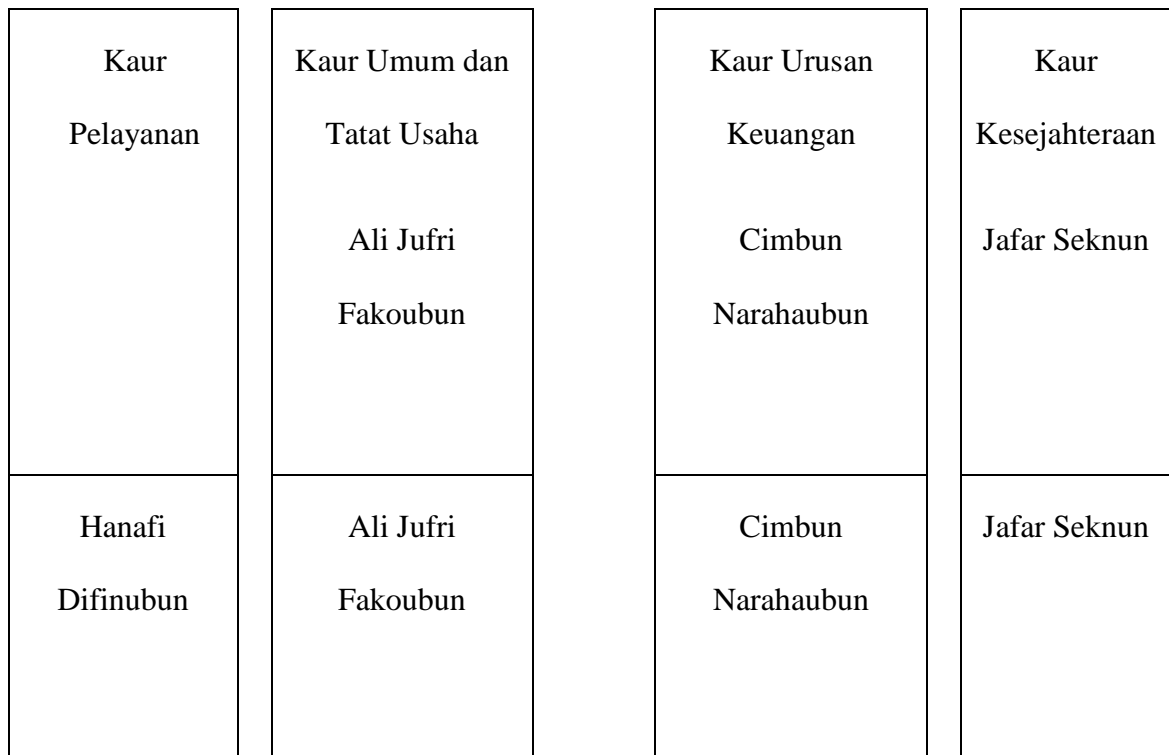 Kaur
Pelayanan
Kaur Umum dan
Tatat Usaha
Ali Jufri
Fakoubun
Kaur Urusan
Keuangan
Cimbun
Narahaubun
Kaur
Kesejahteraan
Jafar Seknun
Hanafi
Difinubun
Ali Jufri
Fakoubun
Cimbun
Narahaubun
Jafar Seknun